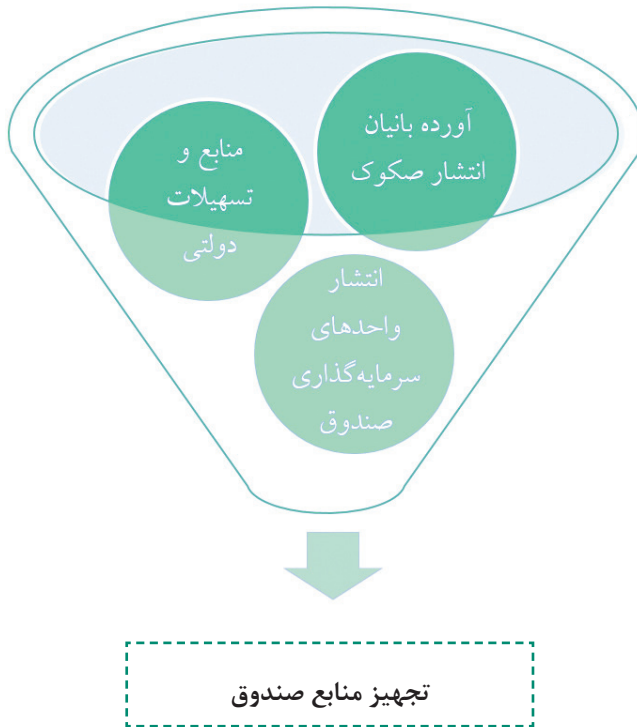 آورده بانیان
انتشار صکوک
منابع و
تسهیلات
دولتی
انتشار
واحدهای
سرمایه‌گذاری
صندوق
تجهیز منابع صندوق